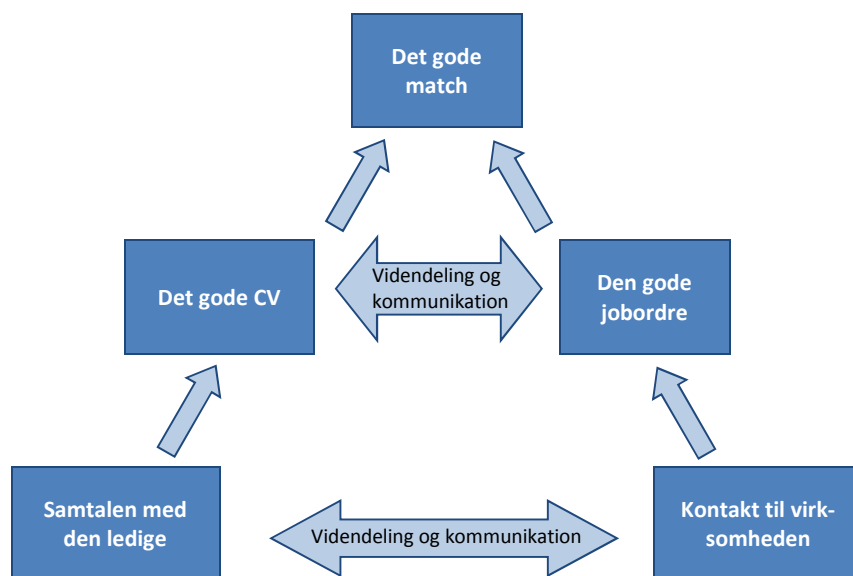 Det gode
match
Videndeling og
kommunikation
Det gode CV
Den gode
jobordre
Samtalen med
den ledige
Videndeling og kommunikation
Kontakt til virk-
somheden